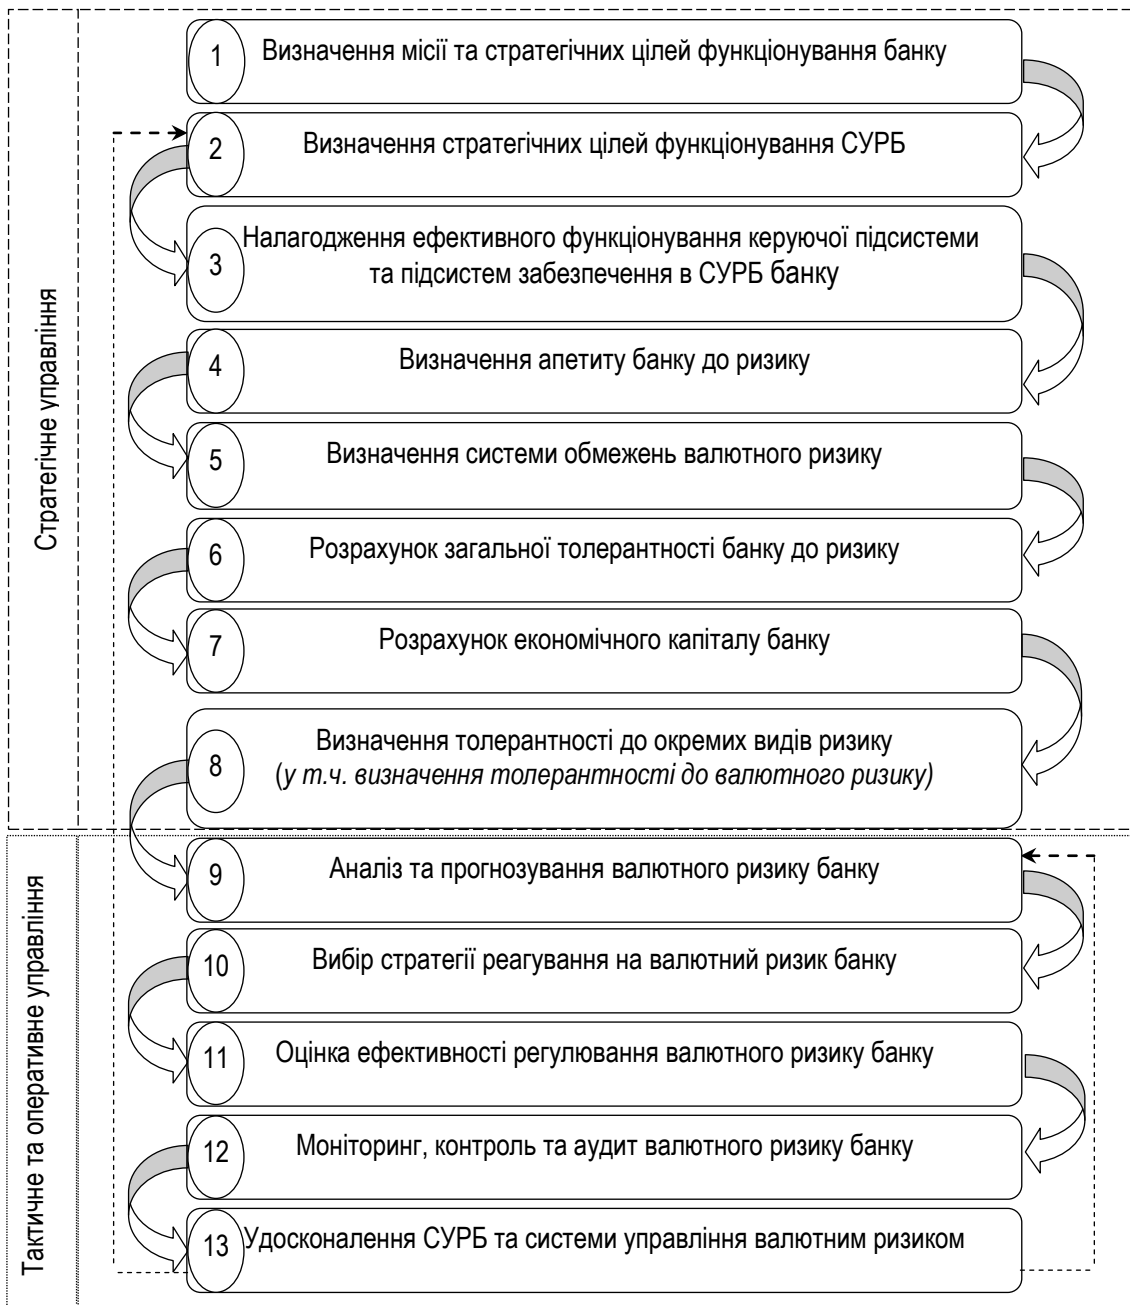 Стратегічне управління
1
Визначення місії та стратегічних цілей функціонування банку
2
Визначення стратегічних цілей функціонування СУРБ
3
Налагодження ефективного функціонування керуючої підсистеми
та підсистем забезпечення в СУРБ банку
4
Визначення апетиту банку до ризику
5
Визначення системи обмежень валютного ризику
6
Розрахунок загальної толерантності банку до ризику
7
Розрахунок економічного капіталу банку
8
Визначення толерантності до окремих видів ризику
(у т.ч. визначення толерантності до валютного ризику)
Тактичне та оперативне управління
9
Аналіз та прогнозування валютного ризику банку
10
Вибір стратегії реагування на валютний ризик банку
11
Оцінка ефективності регулювання валютного ризику банку
12
Моніторинг, контроль та аудит валютного ризику банку
13
Удосконалення СУРБ та системи управління валютним ризиком